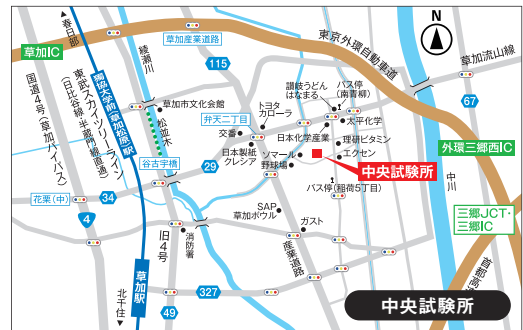 ▲春日部
綾瀬川
草加産業道路
東京外環自動車道
N
草加IC
115
草加流山線
67
国道4号(草加バイパス)
東武スカイツリーライン
(日比谷線・半蔵門線直通)
獨協大学前〈草加松原〉駅
草加市文化会館
松並木
弁天二丁目
トヨタ
カローラ
讃岐うどん
はなまる
バス停
(南青柳)
太平化学
交番
日本製紙
クレシア
日本化学産業
理研ビタミン
エクセン
ソマール
野球場
中央試験所
外環三郷西IC
谷古宇橋
29
花栗(中)
34
4
バス停(稲荷5丁目)
中川
三郷JCT・
三郷IC
SAP
草加ボウル
ガスト
旧4号
消防署
産業道路
首都高速
草加駅
327
49
北千住▼
中央試験所